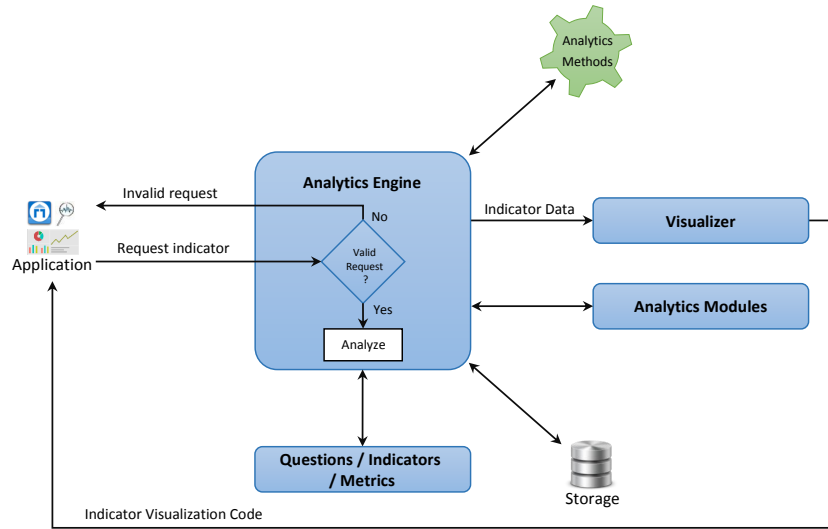 Analytics
Methods
Analytics Engine
Invalid request
No
Indicator Data
Visualizer
Request indicator
Application
Valid
Request
?
Analytics Modules
Yes
Analyze
Questions / Indicators
/ Metrics
Storage
Indicator Visualization Code